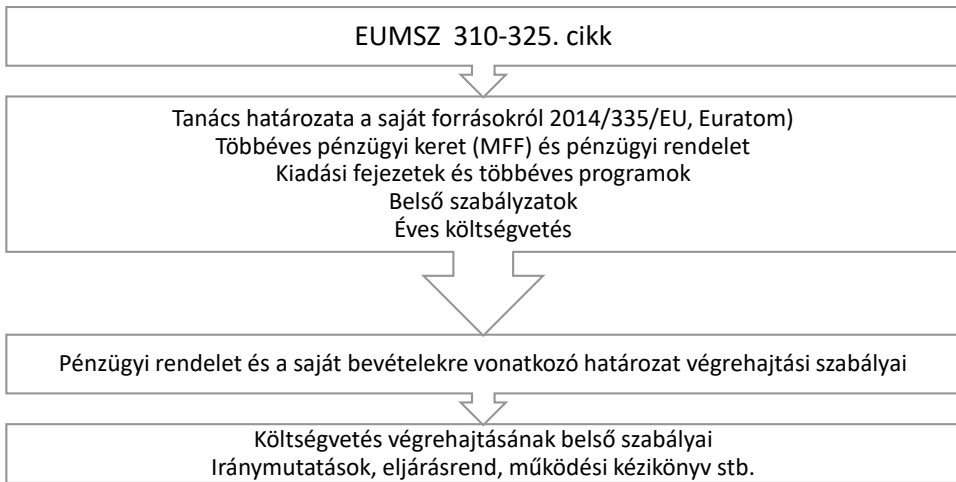 EUMSZ 310-325. cikk
Tanács határozata a saját forrásokról 2014/335/EU, Euratom)
Többéves pénzügyi keret (MFF) és pénzügyi rendelet
Kiadási fejezetek és többéves programok
Belső szabályzatok
Éves költségvetés
Pénzügyi rendelet és a saját bevételekre vonatkozó határozat végrehajtási szabályai
Költségvetés végrehajtásának belső szabályai
Iránymutatások, eljárásrend, működési kézikönyv stb.